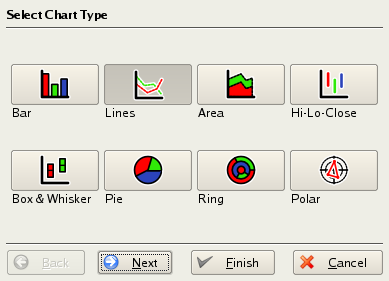 Select Chart Type
Bar Lines Area Hi-Lo-Close
Box & Whisker Pie Ring Polar
Back Next Finish Cancel